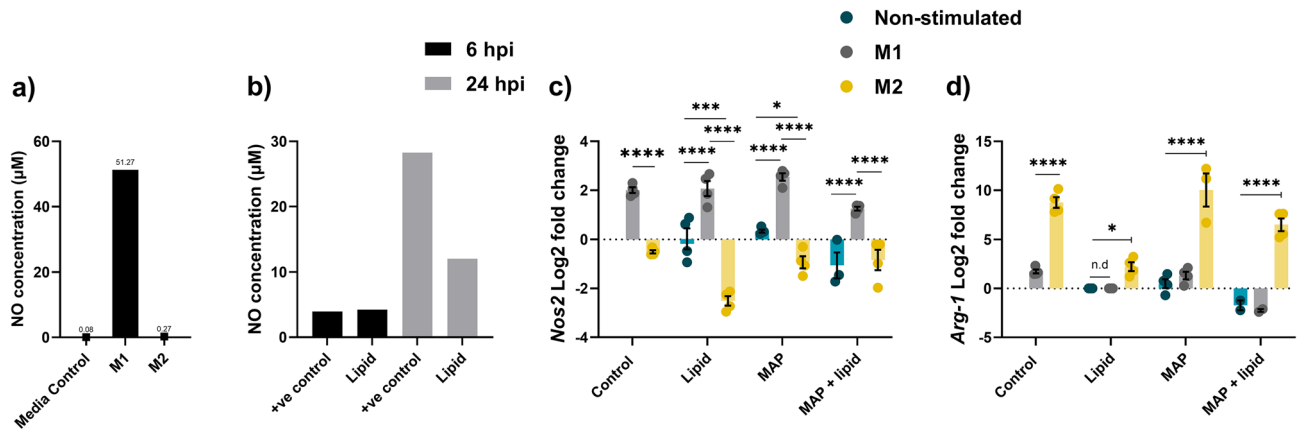 Non-stimulated
M1
M2
6 hpi
24 hpi
a)
NO concentration (µM)
60
40
20
0
0.08
51.27
0.27
Media Control
M1
M2
b)
NO concentration (µM)
30
20
10
0
+ve control
Lipid
+ve control
Lipid
c)
Nos2 Log2 fold change
4
2
0
-2
-4
****
***
****
****
*
****
****
****
****
Control
Lipid
MAP
MAP + lipid
d)
Arg-1 Log2 fold change
15
10
5
0
-5
****
n.d
*
****
****
Control
Lipid
MAP
MAP + lipid